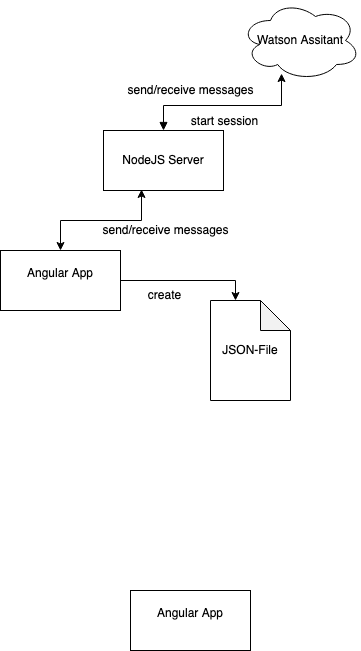 Watson Assitant
send/receive messages
start session
NodeJS Server
send/receive messages
Angular App
create
JSON-File
Angular App